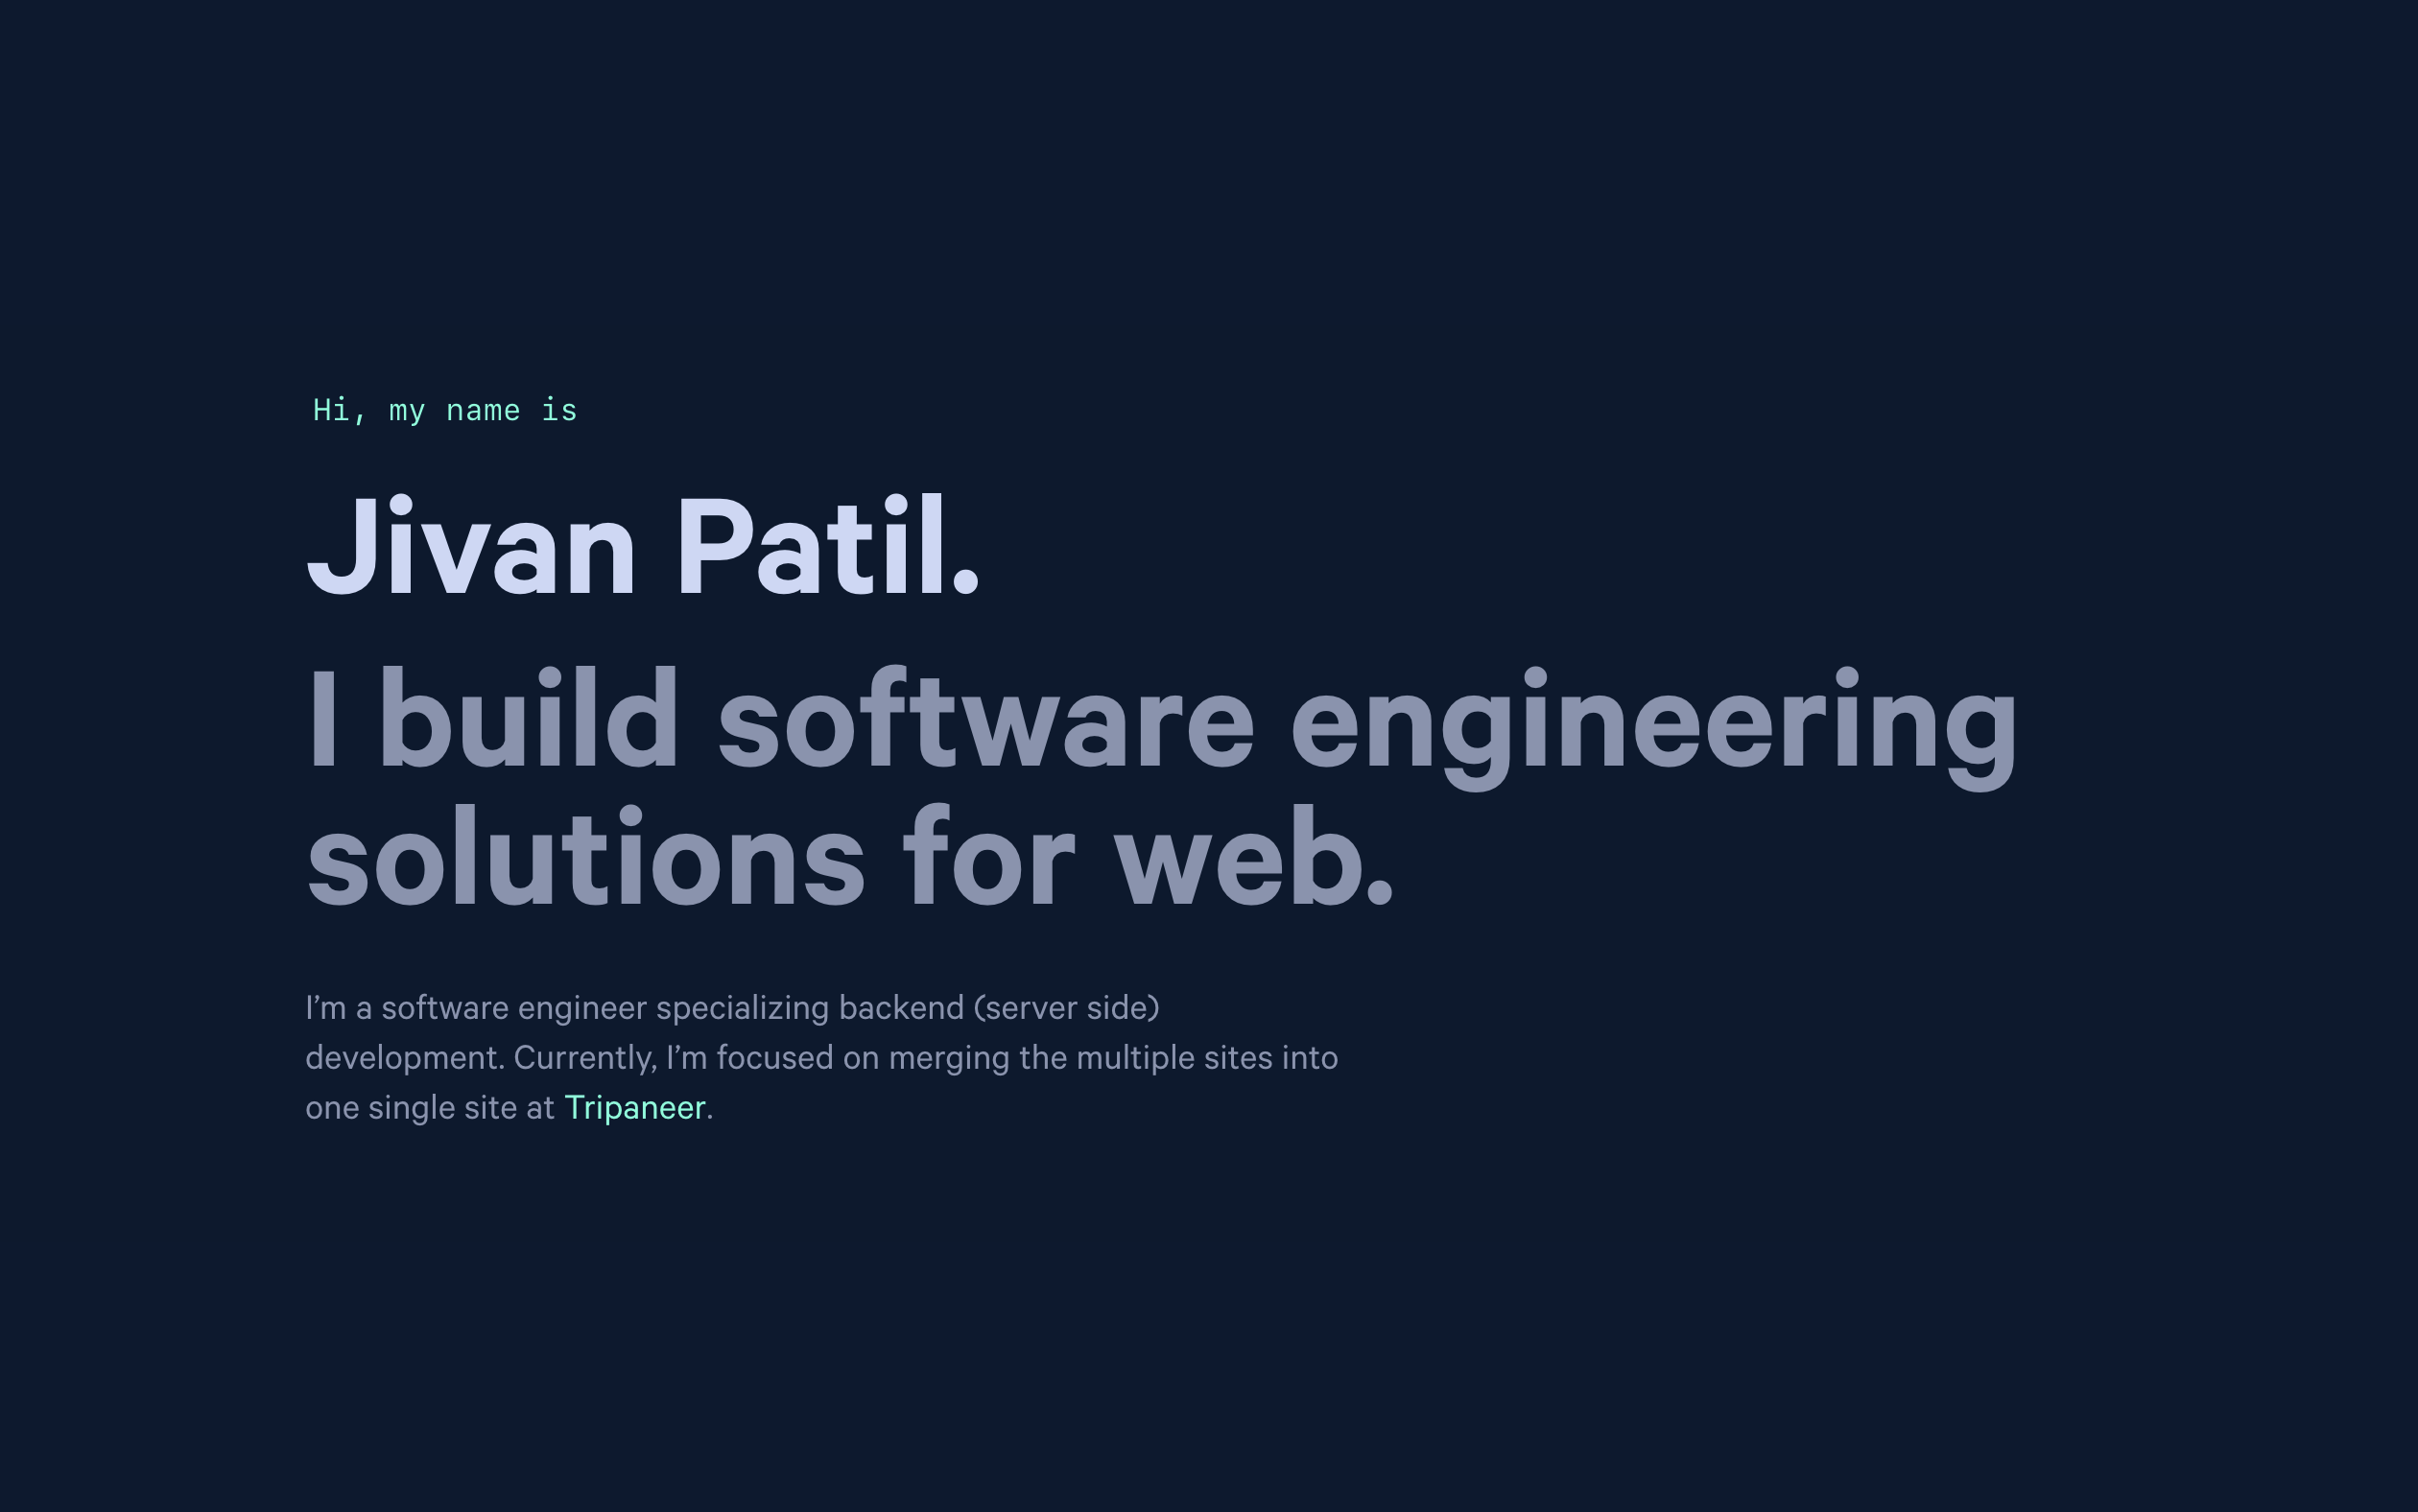 Hi, my name is
Jivan Patil.
I build software engineering
solutions for web.
I’m a software engineer specializing backend (server side)
development. Currently, I’m focused on merging the multiple sites into
one single site at Tripaneer.